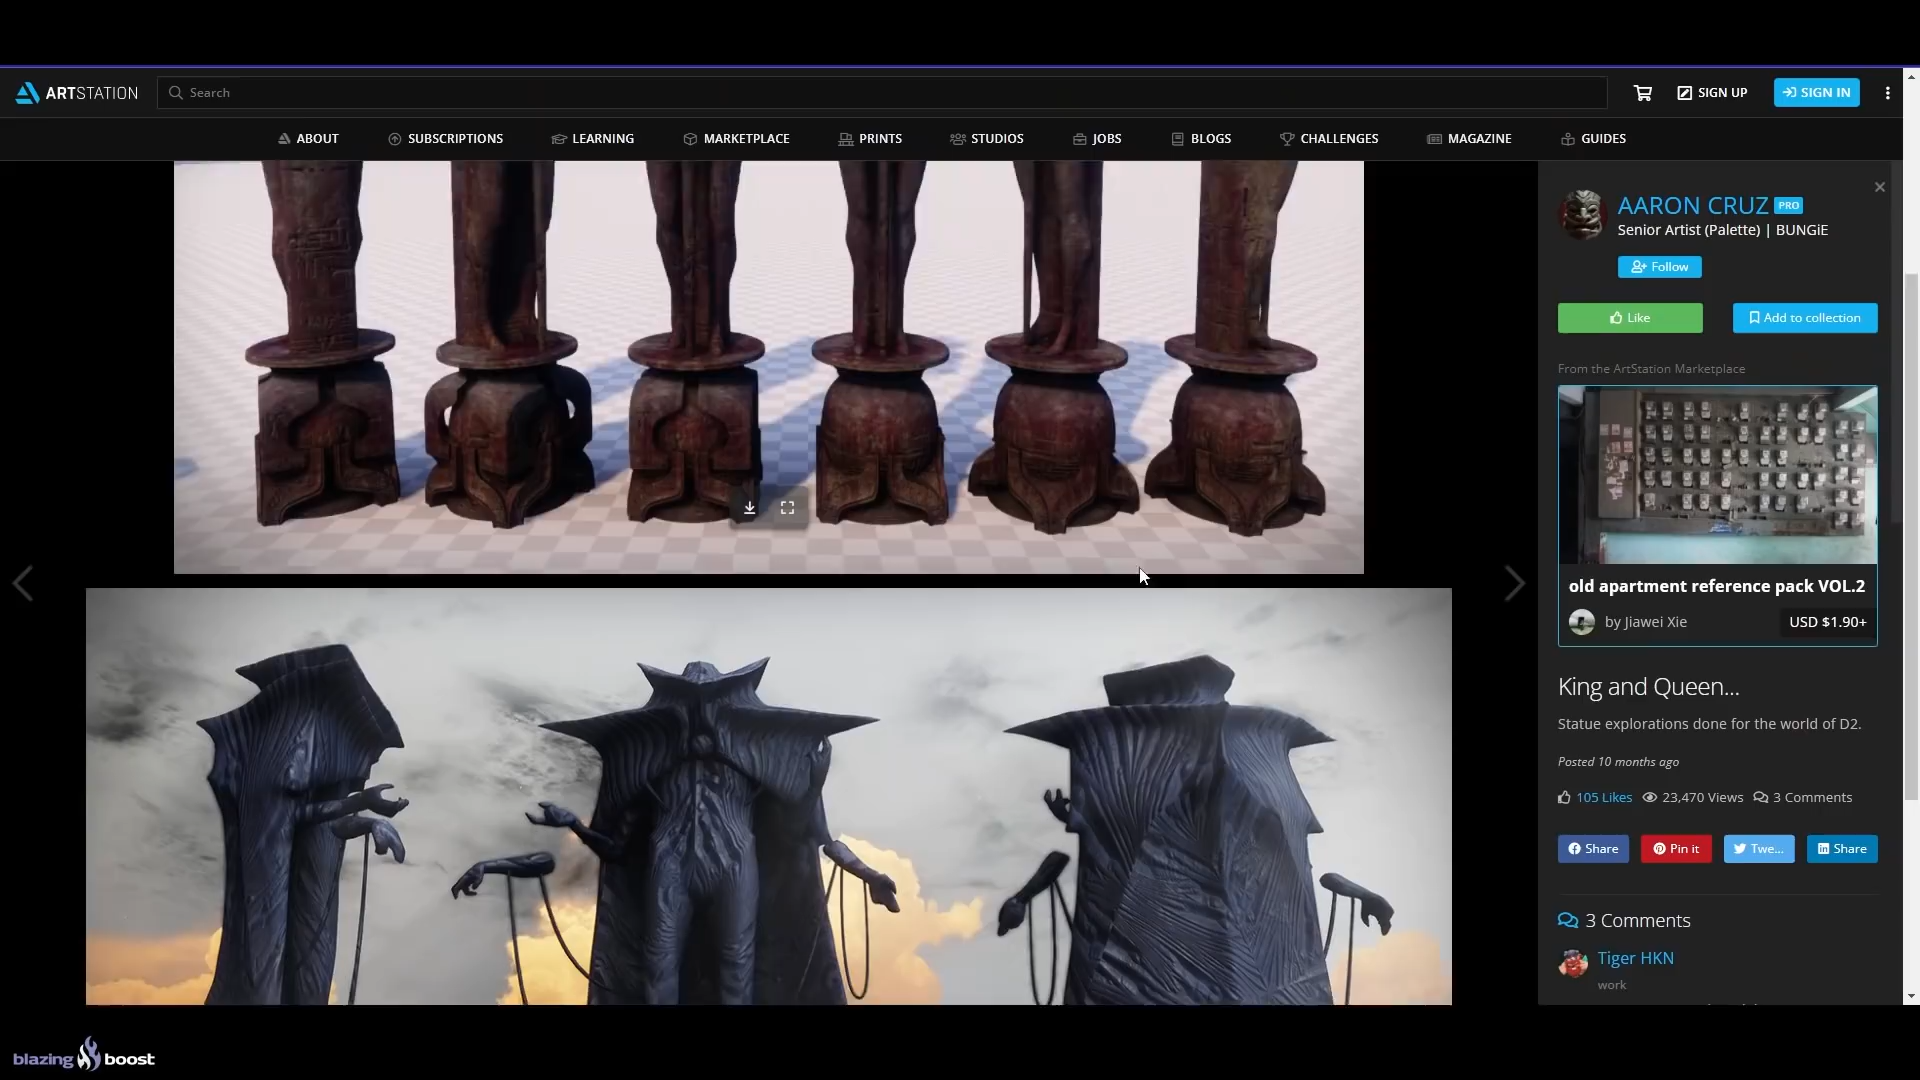 ARTSTATION
Search
SIGN UP
SIGN IN
ABOUT
SUBSCRIPTIONS
LEARNING
MARKETPLACE
PRINTS
STUDIOS
JOBS
BLOGS
CHALLENGES
MAGAZINE
GUIDES
AARON CRUZ PRO
Senior Artist (Palette) | BUNGiE
Follow
Like
Add to collection
From the ArtStation Marketplace
old apartment reference pack VOL.2
by Jiawei Xie
USD $1.90+
King and Queen...
Statue explorations done for the world of D2.
Posted 10 months ago
105 Likes
23,470 Views
3 Comments
Share
Pin it
Twe...
Share
3 Comments
Tiger HKN
work
blazing boost